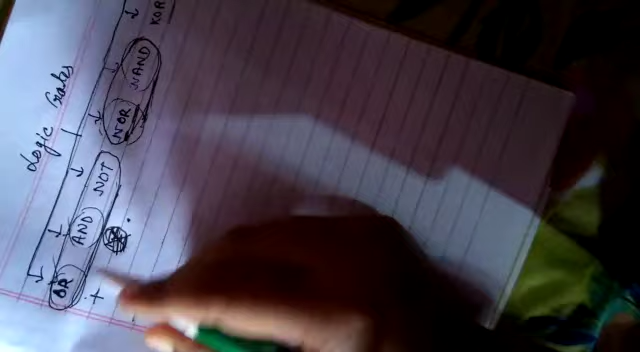 Logic Gates
OR AND NOT NOR NAND XOR
+ .